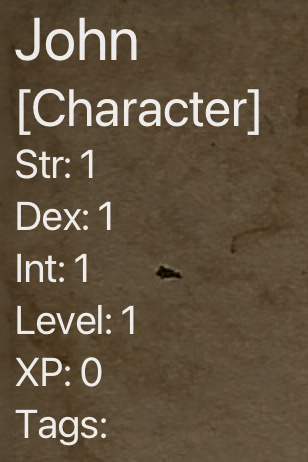 John
[Character]
Str: 1
Dex: 1
Int: 1
Level: 1
XP: 0
Tags: